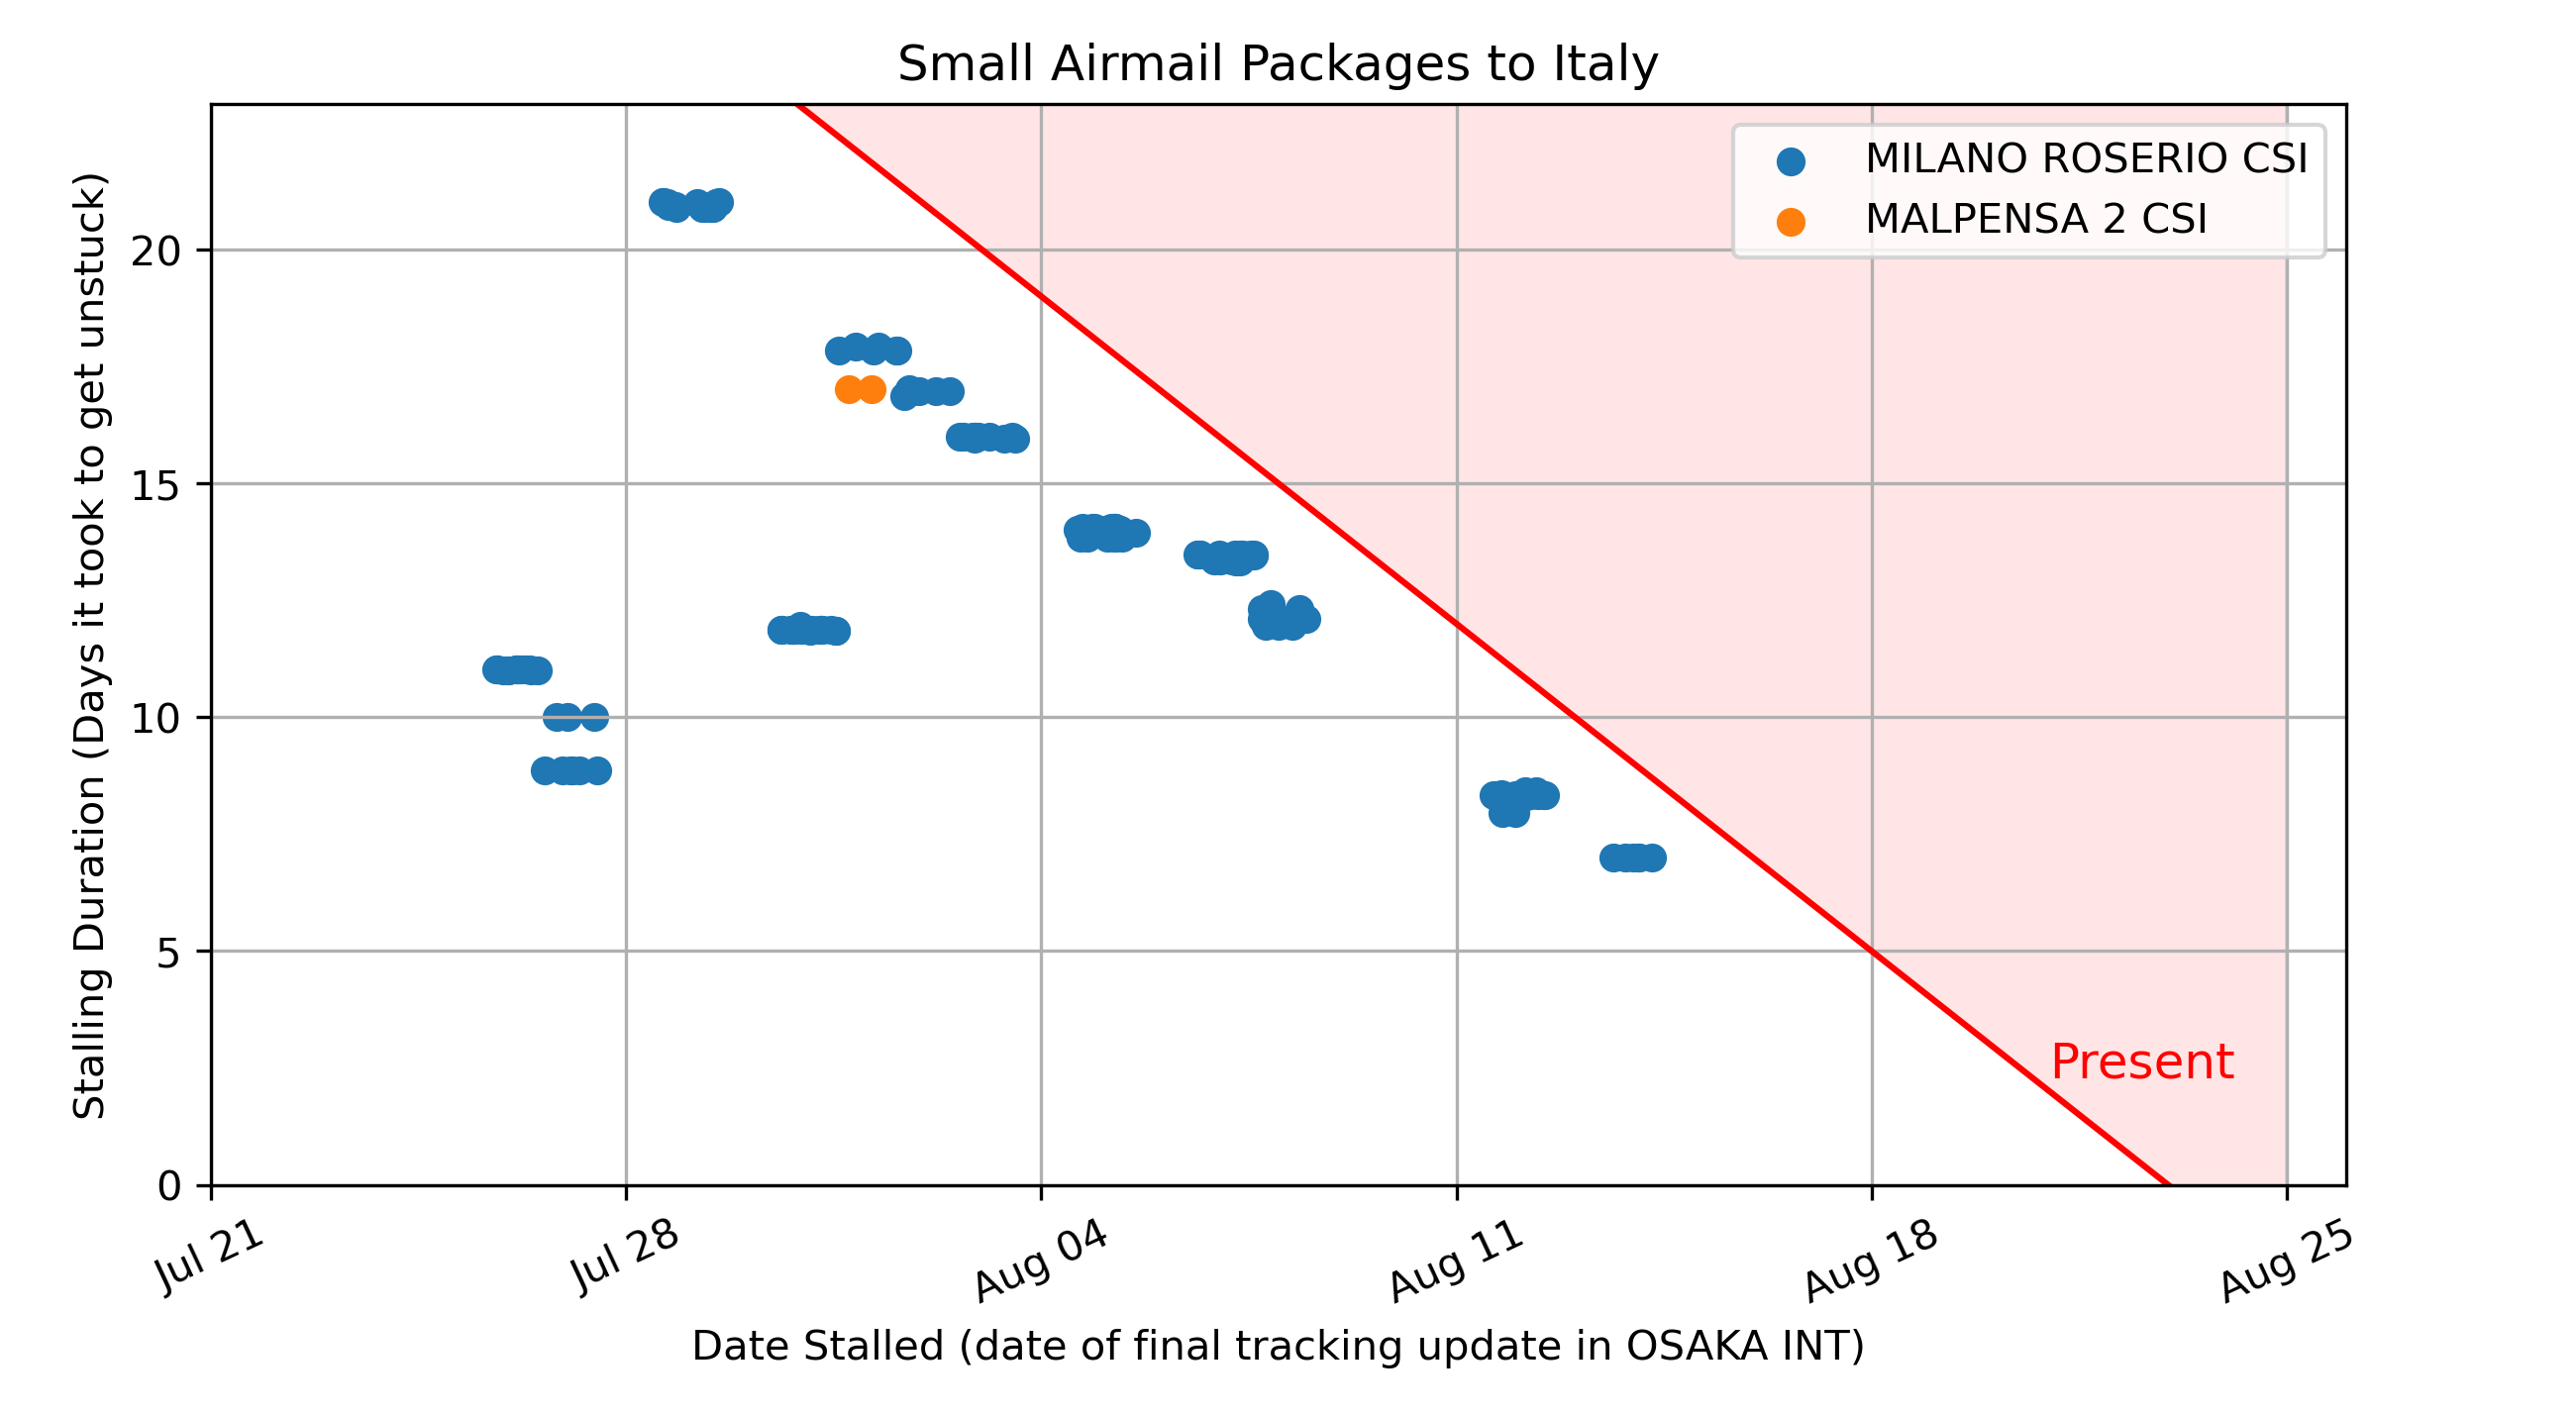 Small Airmail Packages to Italy
MILANO ROSERIO CSI
MALPENSA 2 CSI
Stalling Duration (Days it took to get unstuck)
20
15
10
5
0
Present
Jul 21
Jul 28
Aug 04
Aug 11
Aug 18
Aug 25
Date Stalled (date of final tracking update in OSAKA INT)